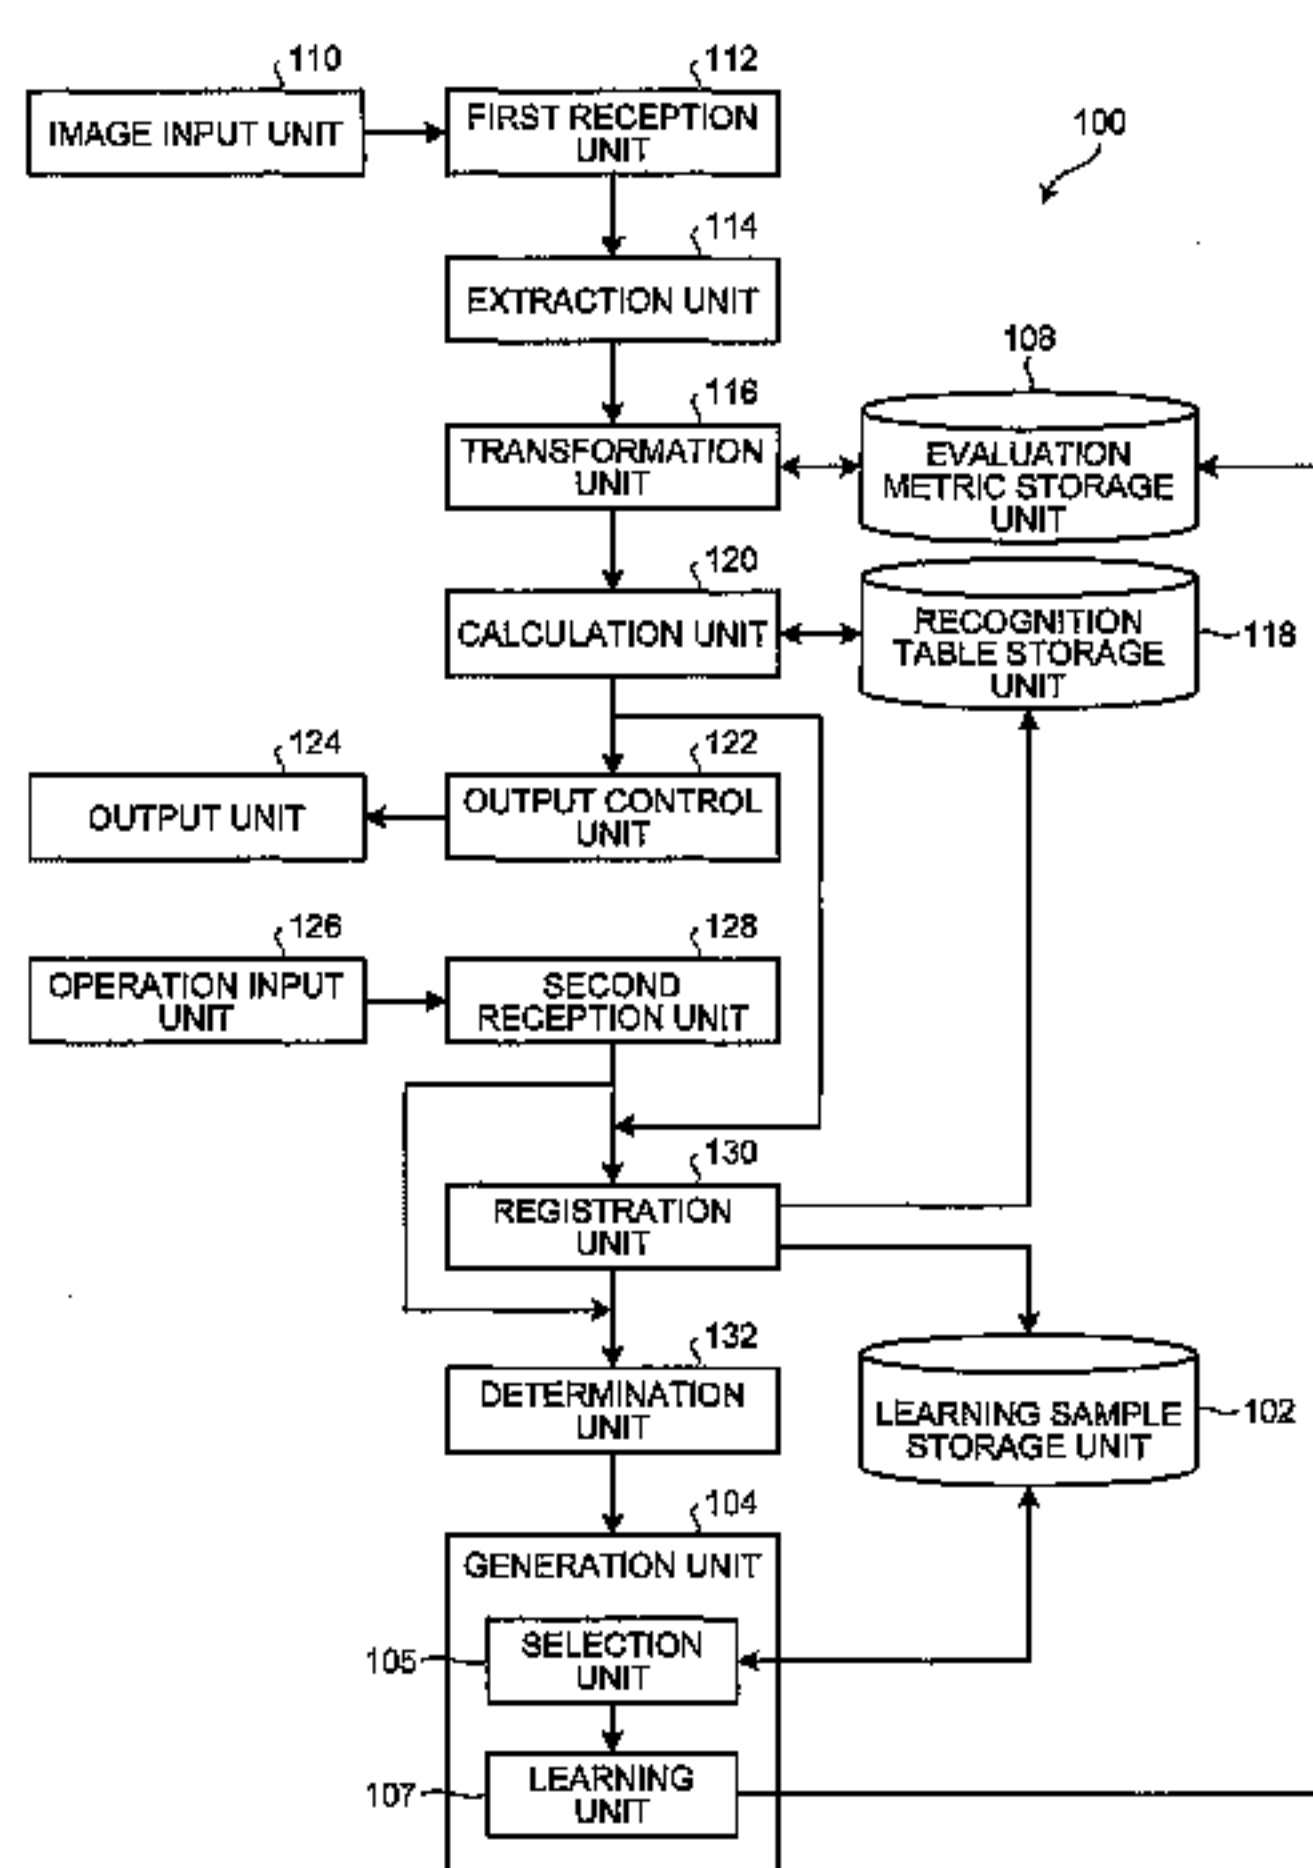 110
IMAGE INPUT UNIT
112
FIRST RECEPTION
UNIT
100
114
EXTRACTION UNIT
116
TRANSFORMATION
UNIT
108
EVALUATION
METRIC STORAGE
UNIT
120
CALCULATION UNIT
RECOGNITION
TABLE STORAGE
UNIT
118
124
OUTPUT UNIT
122
OUTPUT CONTROL
UNIT
126
OPERATION INPUT
UNIT
128
SECOND
RECEPTION UNIT
130
REGISTRATION
UNIT
132
DETERMINATION
UNIT
LEARNING SAMPLE
STORAGE UNIT
102
104
GENERATION UNIT
105
SELECTION
UNIT
107
LEARNING
UNIT